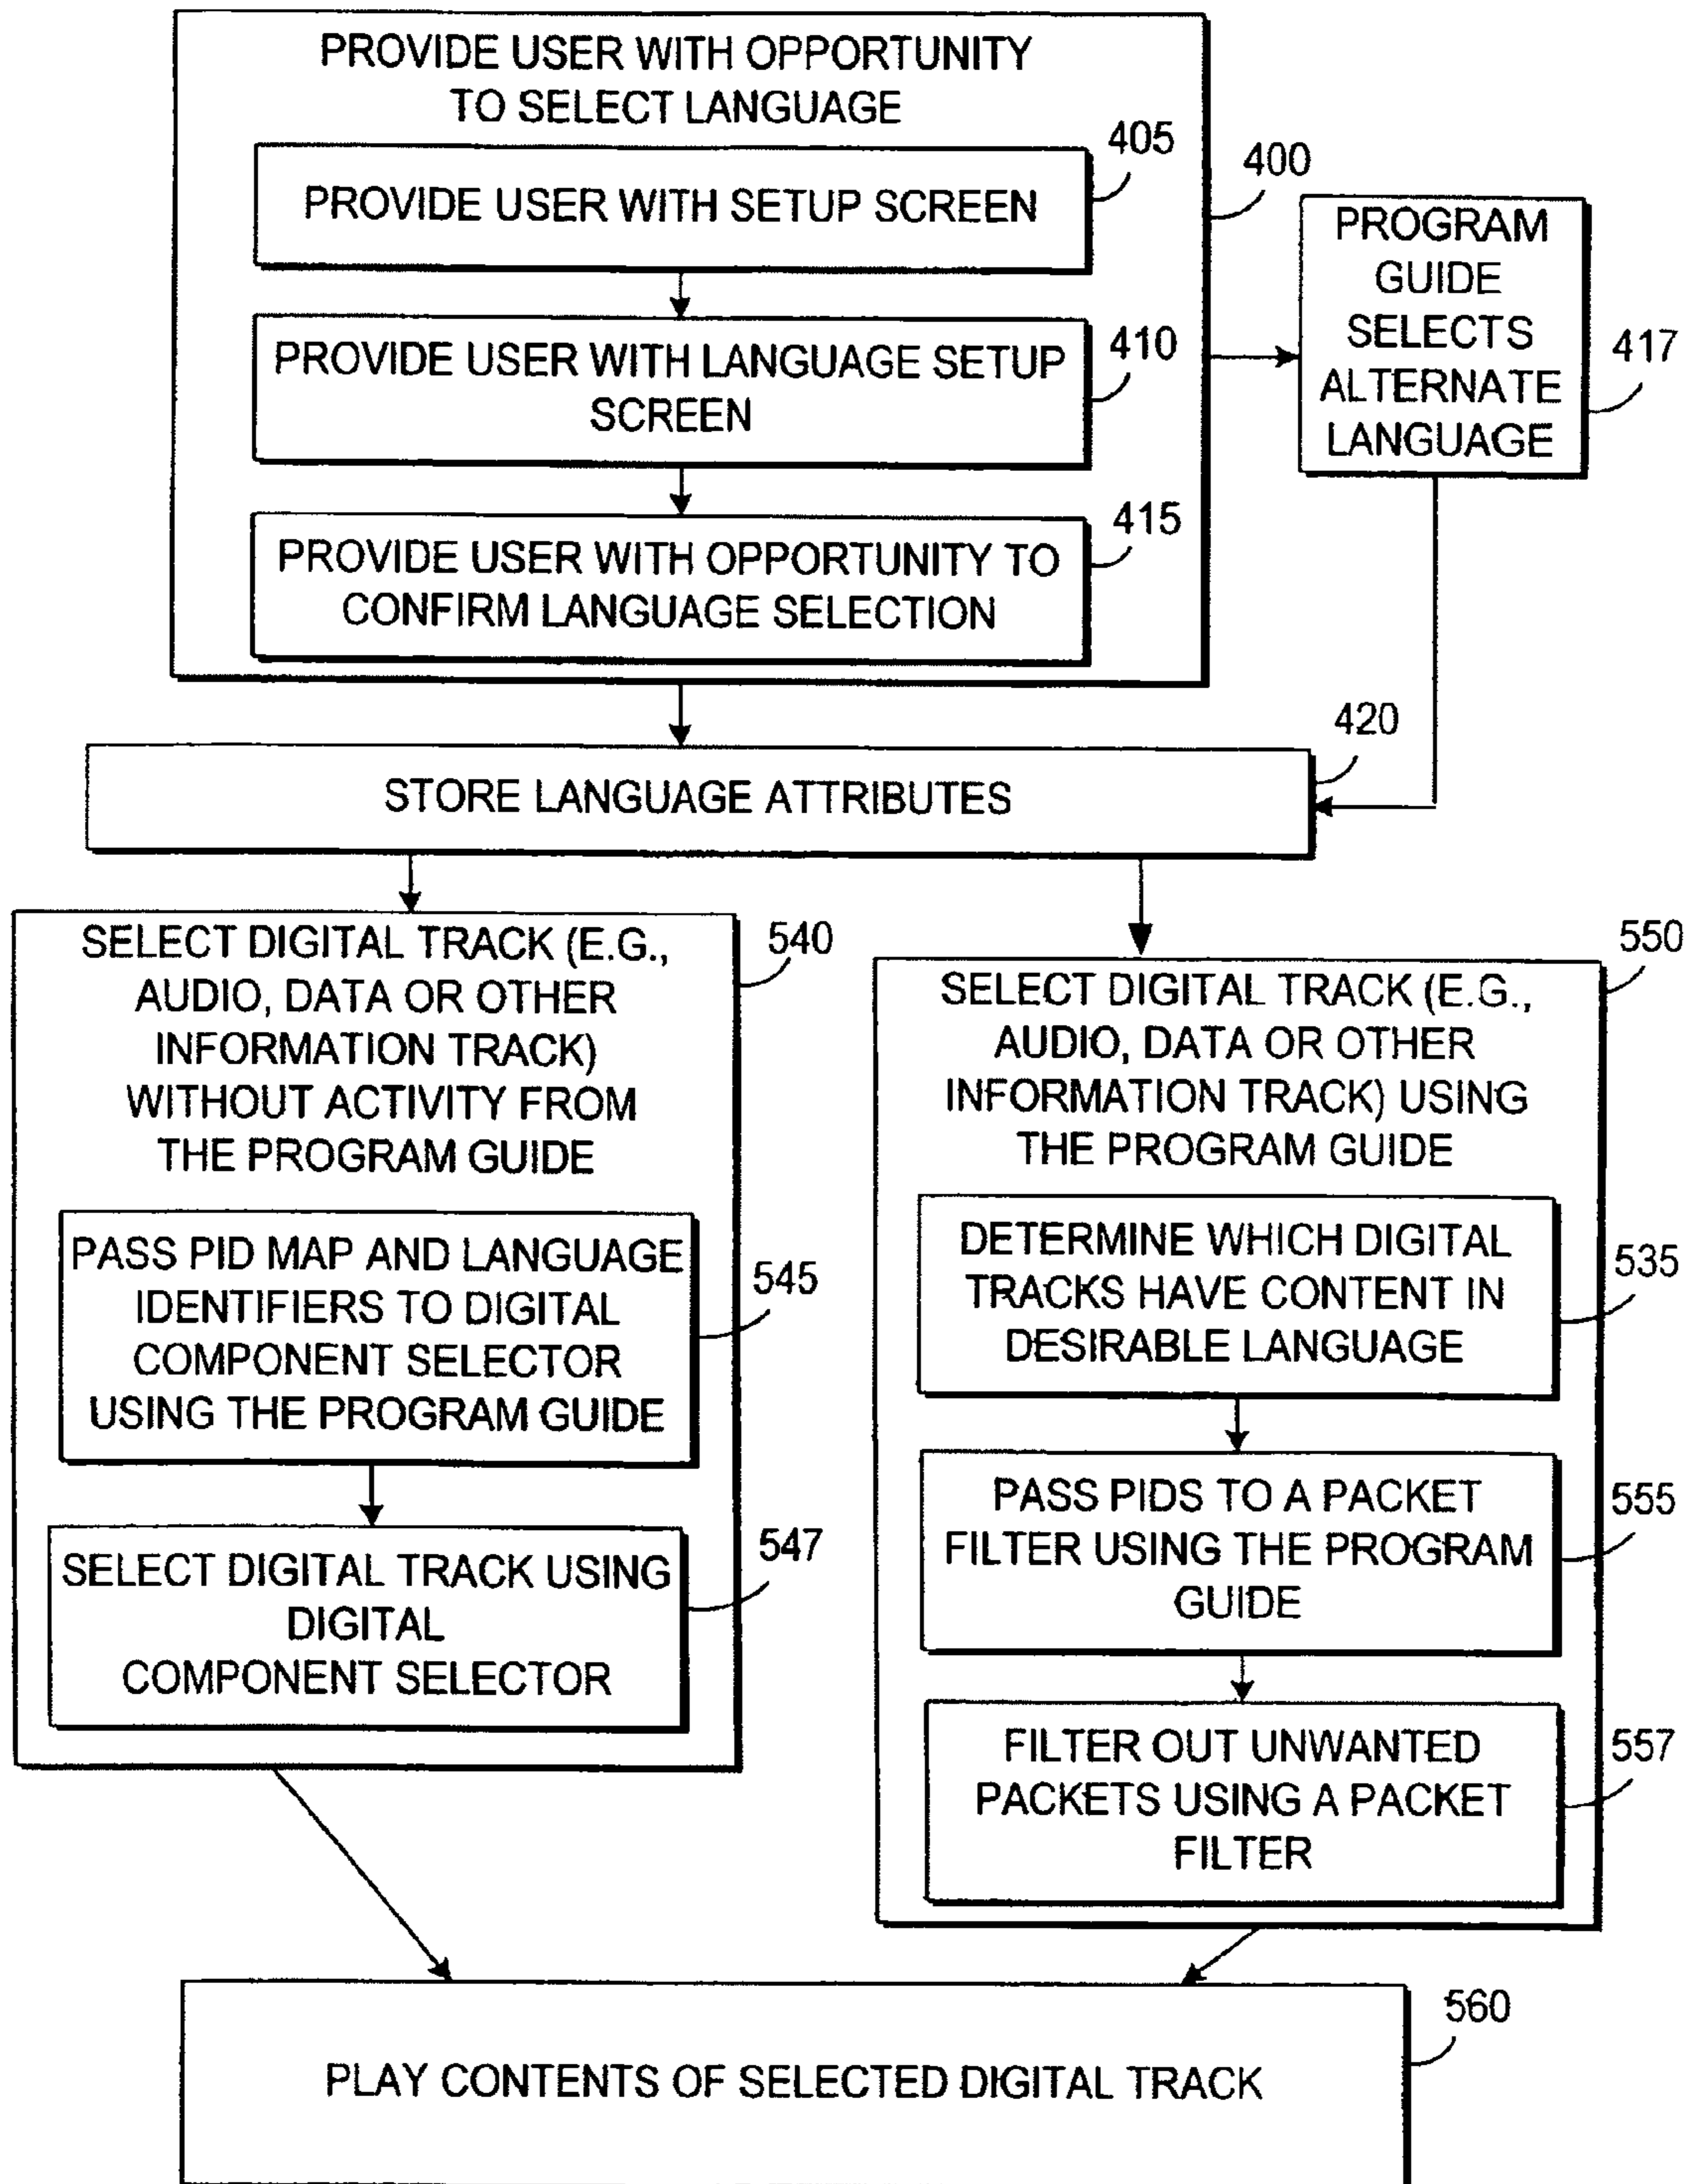 PROVIDE USER WITH OPPORTUNITY
TO SELECT LANGUAGE
405
PROVIDE USER WITH SETUP SCREEN
400
410
PROVIDE USER WITH LANGUAGE SETUP
SCREEN
415
PROVIDE USER WITH OPPORTUNITY TO
CONFIRM LANGUAGE SELECTION
PROGRAM
GUIDE
SELECTS
ALTERNATE
LANGUAGE
417
420
STORE LANGUAGE ATTRIBUTES
540
SELECT DIGITAL TRACK (E.G.,
AUDIO, DATA OR OTHER
INFORMATION TRACK)
WITHOUT ACTIVITY FROM
THE PROGRAM GUIDE
PASS PID MAP AND LANGUAGE
IDENTIFIERS TO DIGITAL
COMPONENT SELECTOR
USING THE PROGRAM GUIDE
545
SELECT DIGITAL TRACK USING
DIGITAL
COMPONENT SELECTOR
547
550
SELECT DIGITAL TRACK (E.G.,
AUDIO, DATA OR OTHER
INFORMATION TRACK) USING
THE PROGRAM GUIDE
DETERMINE WHICH DIGITAL
TRACKS HAVE CONTENT IN
DESIRABLE LANGUAGE
535
PASS PIDS TO A PACKET
FILTER USING THE PROGRAM
GUIDE
555
FILTER OUT UNWANTED
PACKETS USING A PACKET
FILTER
557
560
PLAY CONTENTS OF SELECTED DIGITAL TRACK